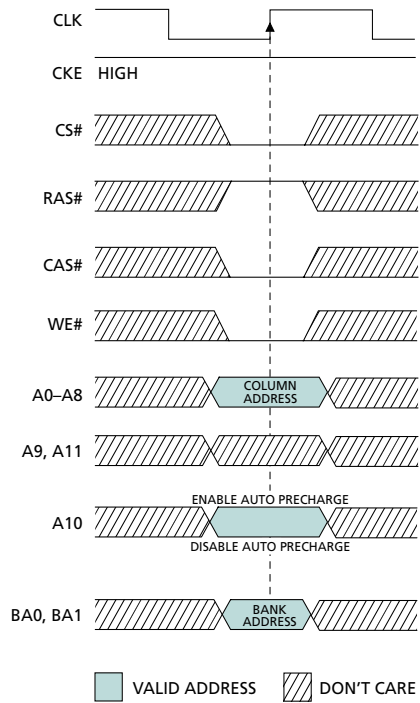 CLK
CKE HIGH
CS#
RAS#
CAS#
WE#
A0–A8 COLUMN
ADDRESS
A9, A11
ENABLE AUTO PRECHARGE
A10
DISABLE AUTO PRECHARGE
BA0, BA1 BANK
ADDRESS
VALID ADDRESS DON'T CARE